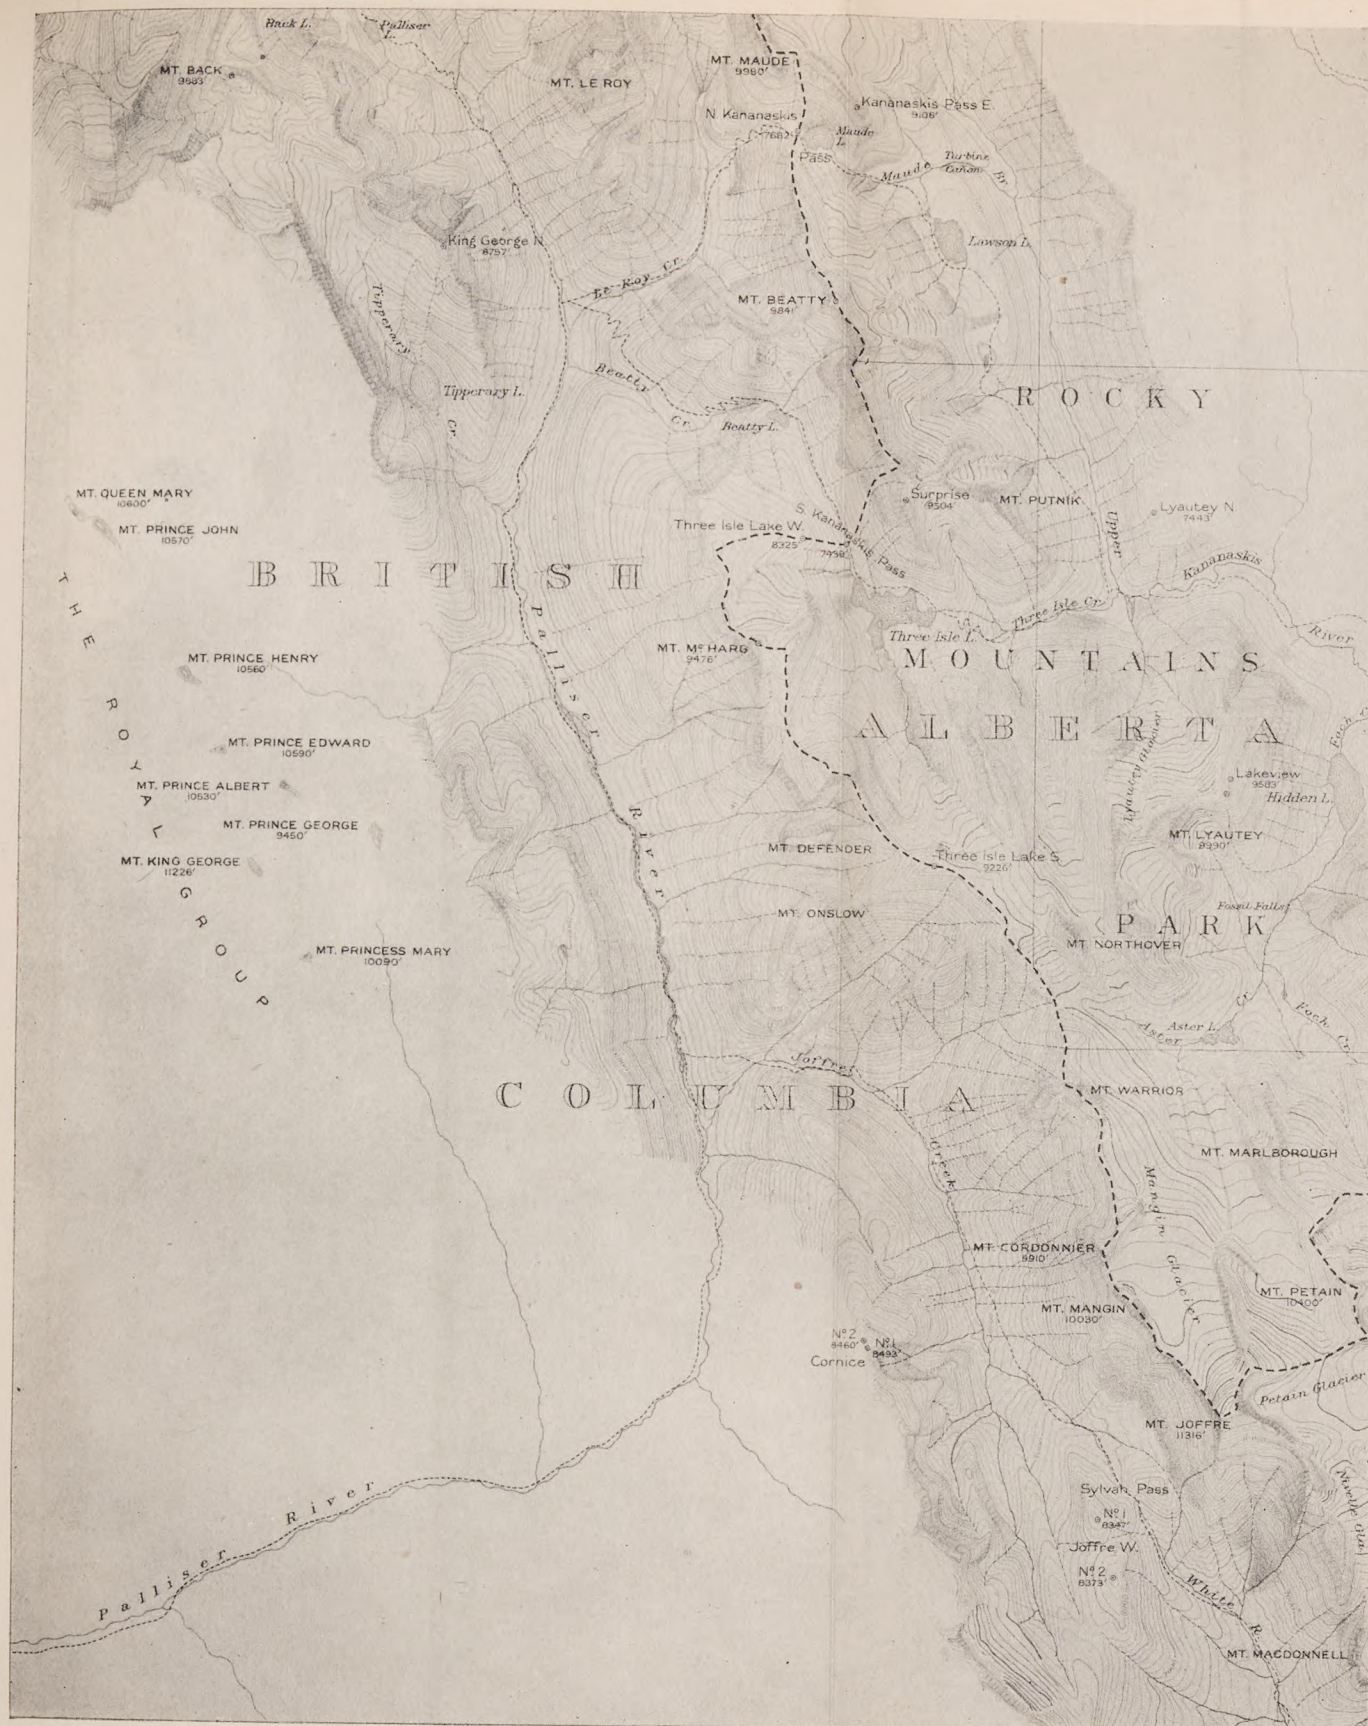 Back L.
Palliser
L.
MT. BACK
9683'
MT. LE ROY
MT. MAUDE
9980'
Kananaskis Pass E.
9106'
N. Kananaskis
7682'
Pass
Maude
L.
Maude
Turbine
Cañon
Br
Lawson L.
King George N.
8757'
Le Roy Cr.
MT. BEATTY
9841'
Tipperary
Cr.
Tipperary L.
Beatty
Cr.
Beatty L.
ROCKY
MT. QUEEN MARY
10600'
MT. PRINCE JOHN
10570'
Surprise
9504'
MT. PUTNIK
Lyautey N
7443'
Upper
Kananaskis
River
Three Isle Lake W.
8325'
S. Kananaskis Pass
BRITISH
Three Isle Cr.
Three Isle L.
MOUNTAINS
MT. McHARG
9476'
MT. PRINCE HENRY
10560'
THE ROYAL GROUP
Palliser
River
ALBERTA
MT. PRINCE EDWARD
10590'
MT. PRINCE ALBERT
10530'
MT. PRINCE GEORGE
9450'
MT. KING GEORGE
11226'
MT. PRINCESS MARY
10090'
Lyautey Glacier
Lakeview
9583'
Hidden L.
MT. LYAUTEY
9990'
MT. DEFENDER
Three Isle Lake S.
9226'
MT. ONSLOW
Fossil Falls
PARK
MT. NORTHOVER
Foch Cr
Aster
Cr
Aster L.
Joffre
Creek
COLUMBIA
MT. WARRIOR
MT. MARLBOROUGH
Mangin Glacier
MT. CORDONNIER
9910'
MT. PETAIN
10400'
MT. MANGIN
10030'
No. 2
8460'
No. 1
8493'
Cornice
Petain Glacier
MT. JOFFRE
11316'
Sylvan Pass
No. 1
8347'
Joffre W.
No. 2
8373'
White R.
MT. MACDONNELL
Palliser River